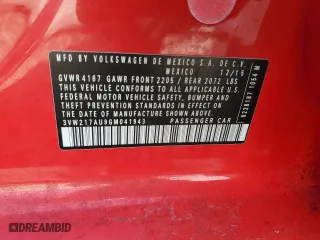 MFD. BY VOLKSWAGEN DE MEXICO S.A. DE C.V.
MEXICO 12/15
GVWR 4167 GAWR FRONT 2205 / REAR 2072 LBS
THIS VEHICLE CONFORMS TO ALL APPLICABLE
FEDERAL MOTOR VEHICLE SAFETY, BUMPER AND
THEFT PREVENTION STANDARDS IN EFFECT ON
THE DATE OF MANUFACTURE SHOWN ABOVE
3VW217AU9GM041943 PASSENGER CAR
DREAMBID